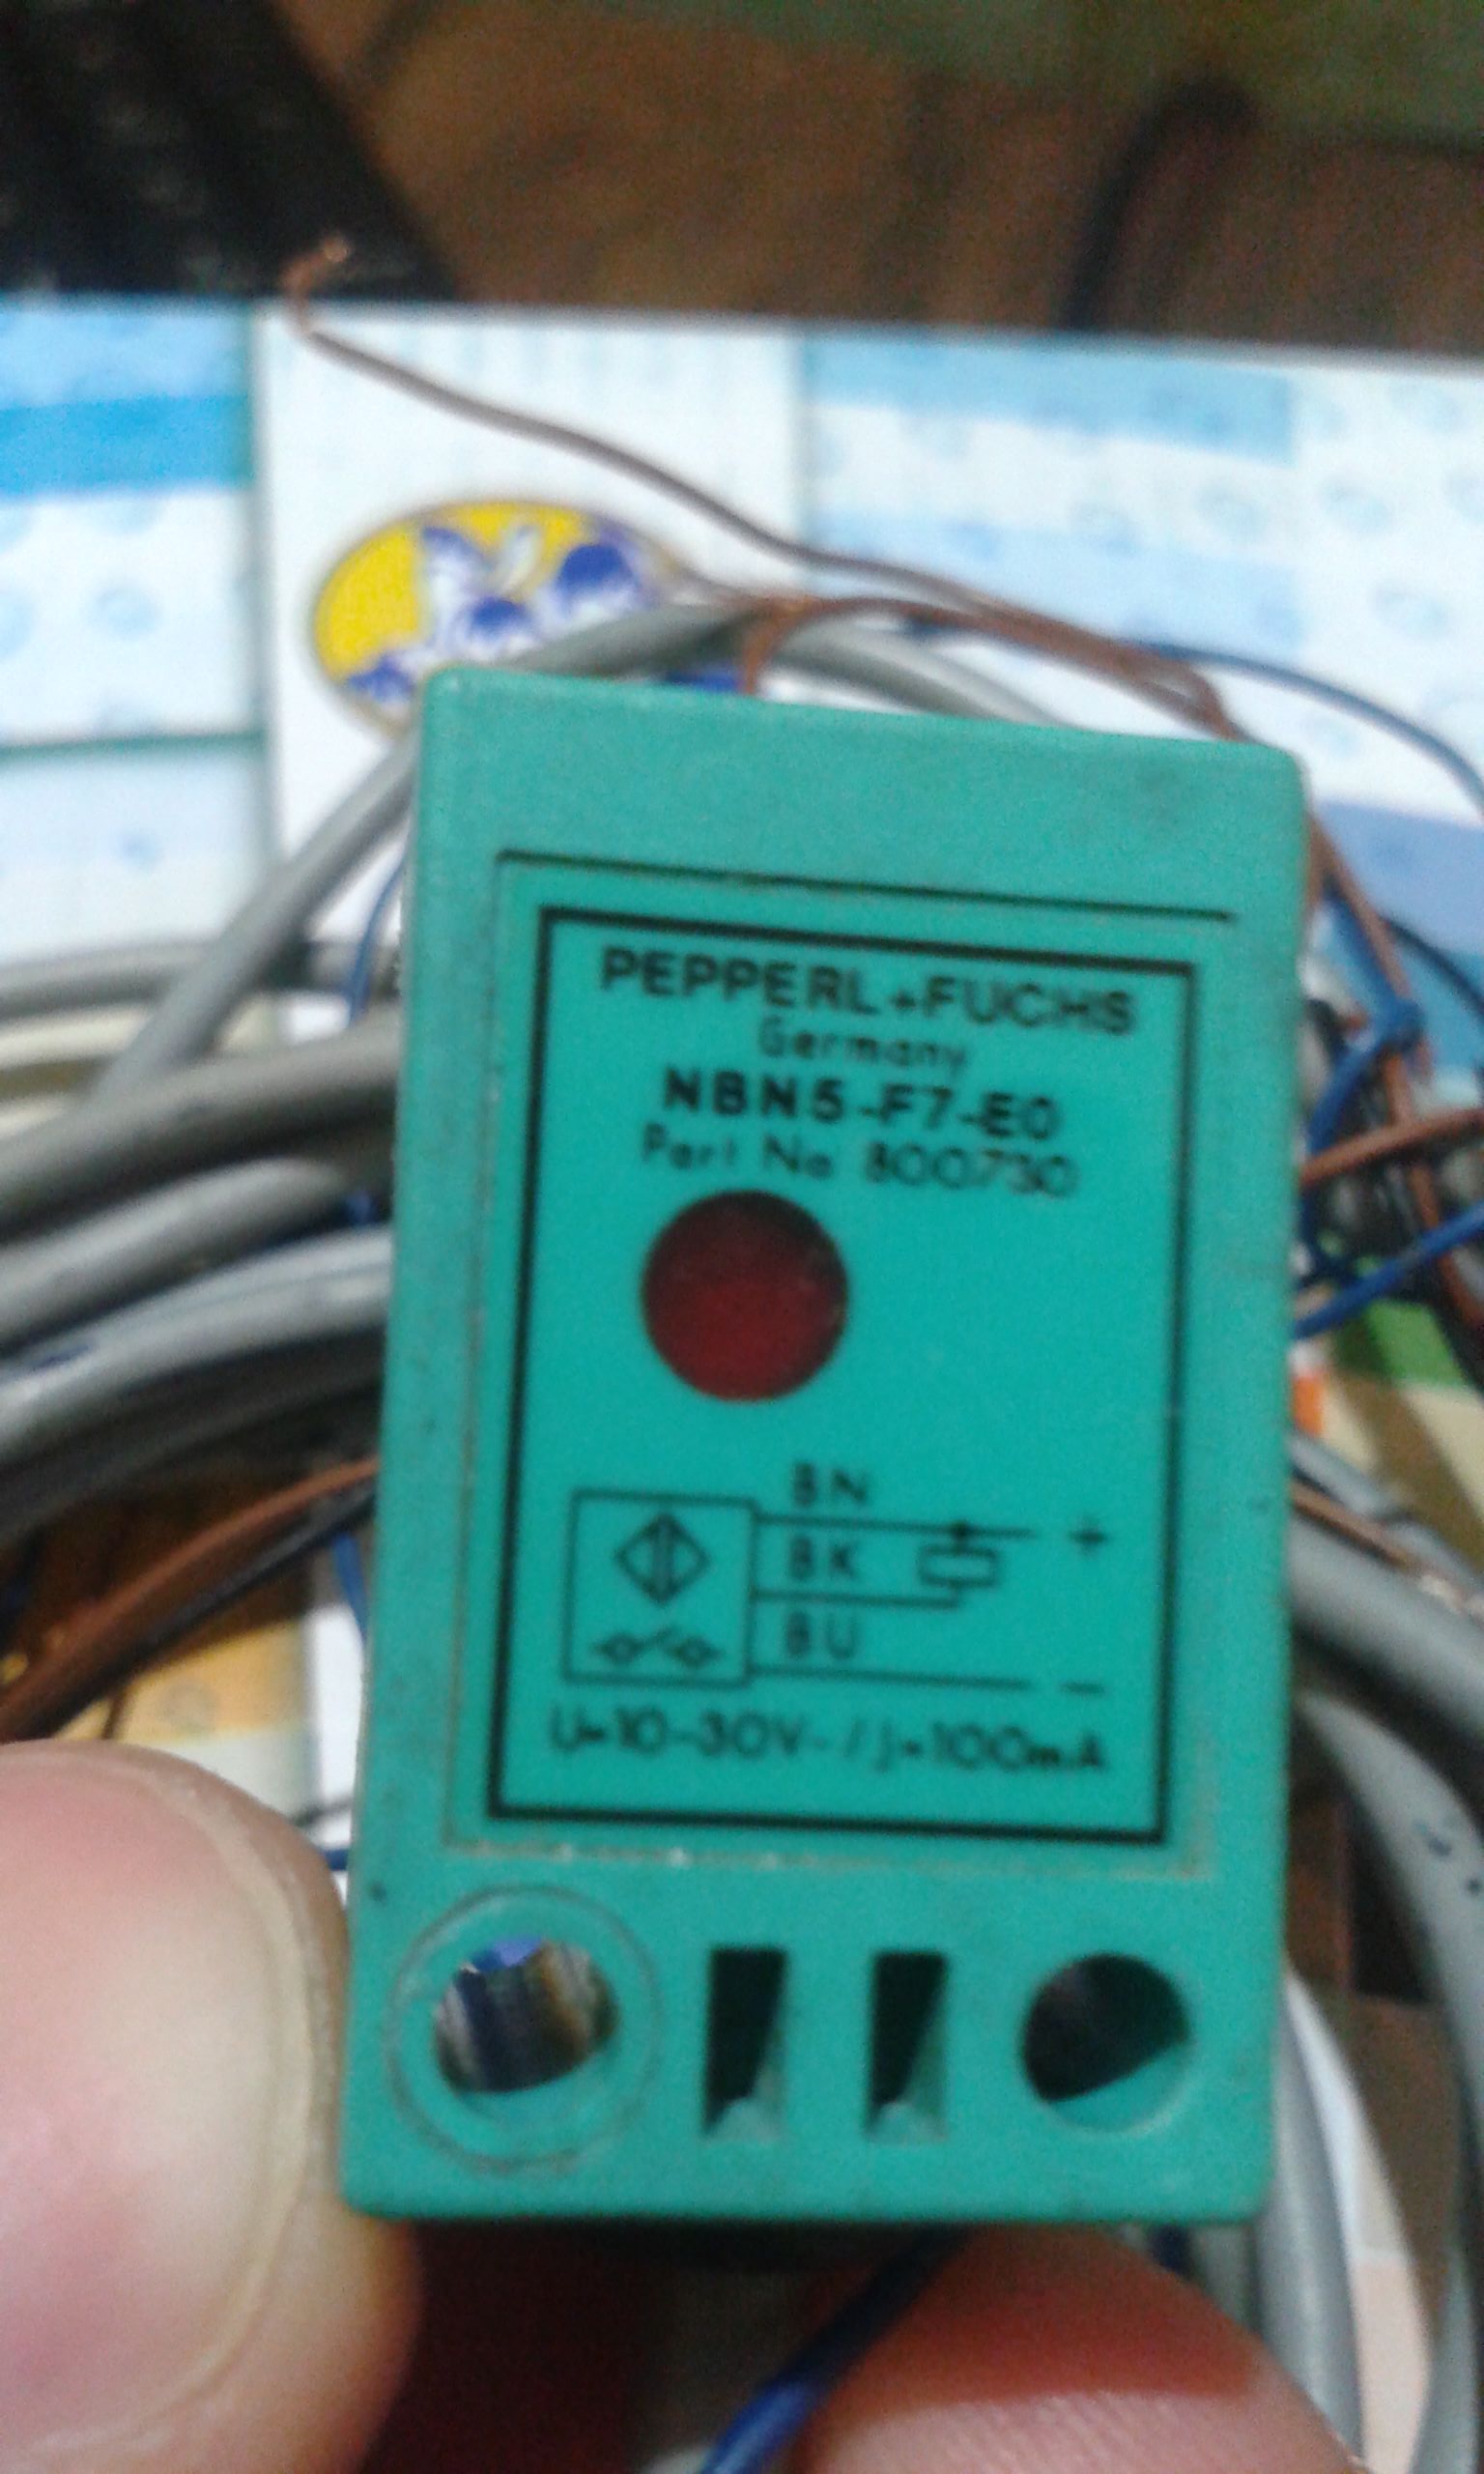 PEPPERL+FUCHS
Germany
NBN5-F7-E0
Part No 800730
BN
+
BK
BU
-
U=10-30V- / J=100mA